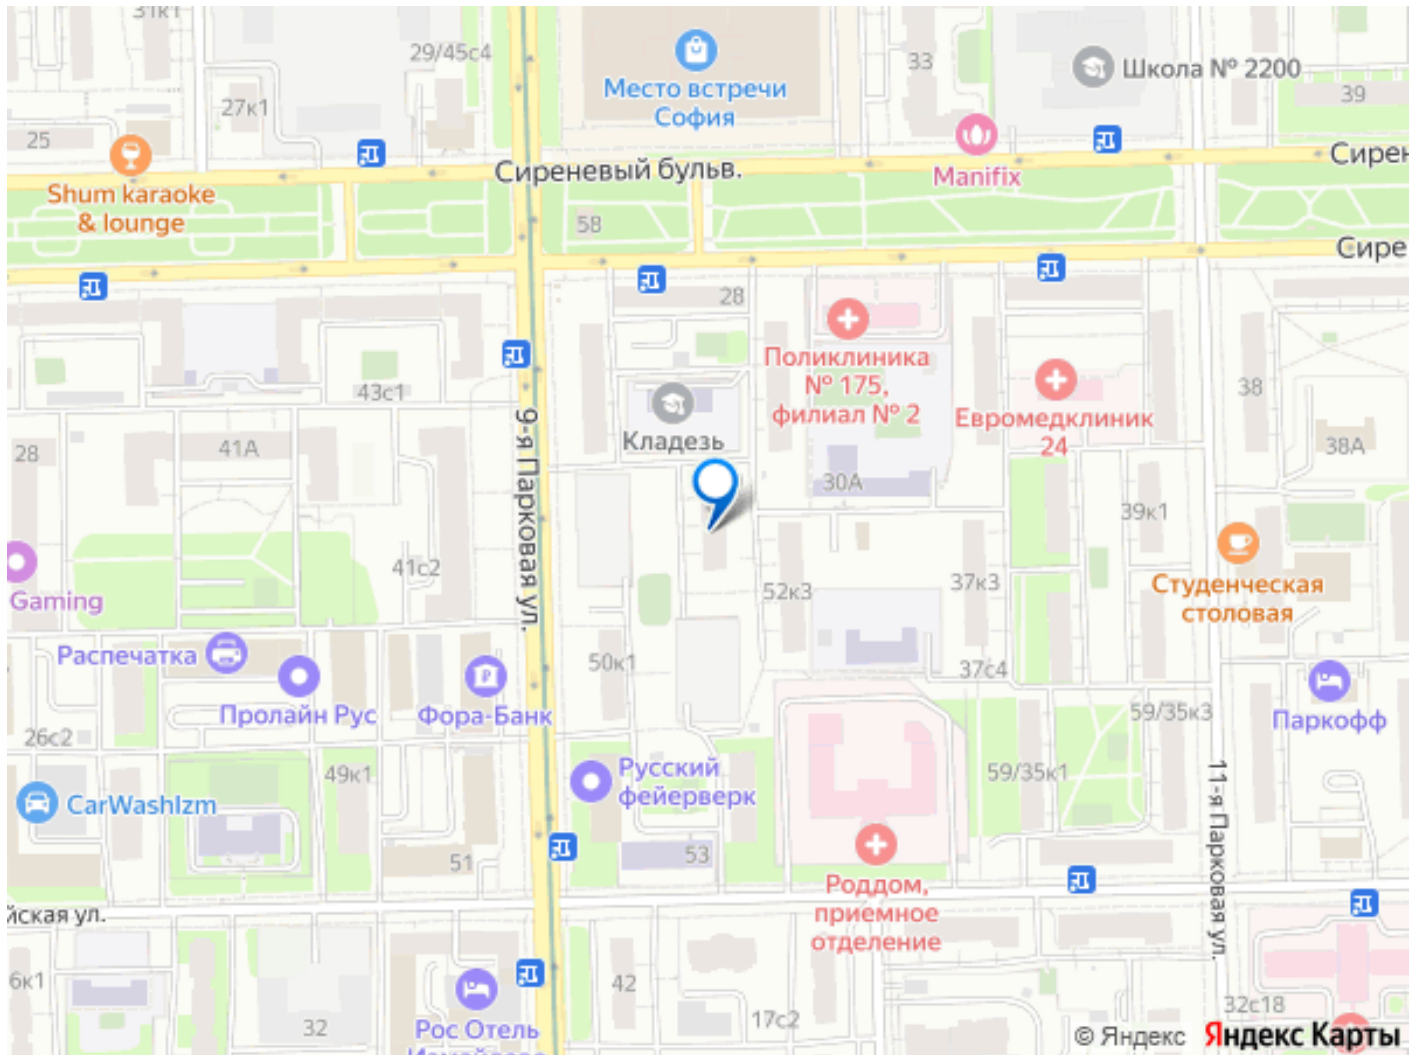 31к1
29/45с4
Место встречи
София
33
Школа № 2200
39
27к1
25
Shum karaoke
& lounge
Сиреневый бульв.
Manifix
Сирен
58
Сире
28
Поликлиника
№ 175,
филиал № 2
43с1
Евромедклиник
24
38
Кладезь
41А
28
38А
9-я Парковая ул.
30А
39к1
41с2
52к3
37к3
Студенческая
столовая
Gaming
Распечатка
50к1
37с4
Пролайн Рус
Фора-Банк
Паркофф
59/35к3
26с2
49к1
Русский
фейерверк
59/35к1
11-я Парковая ул.
CarWashIzm
51
53
Роддом,
приемное
отделение
йская ул.
6к1
42
32
17с2
32с18
Рос Отель
Измайлово
© Яндекс Яндекс Карты